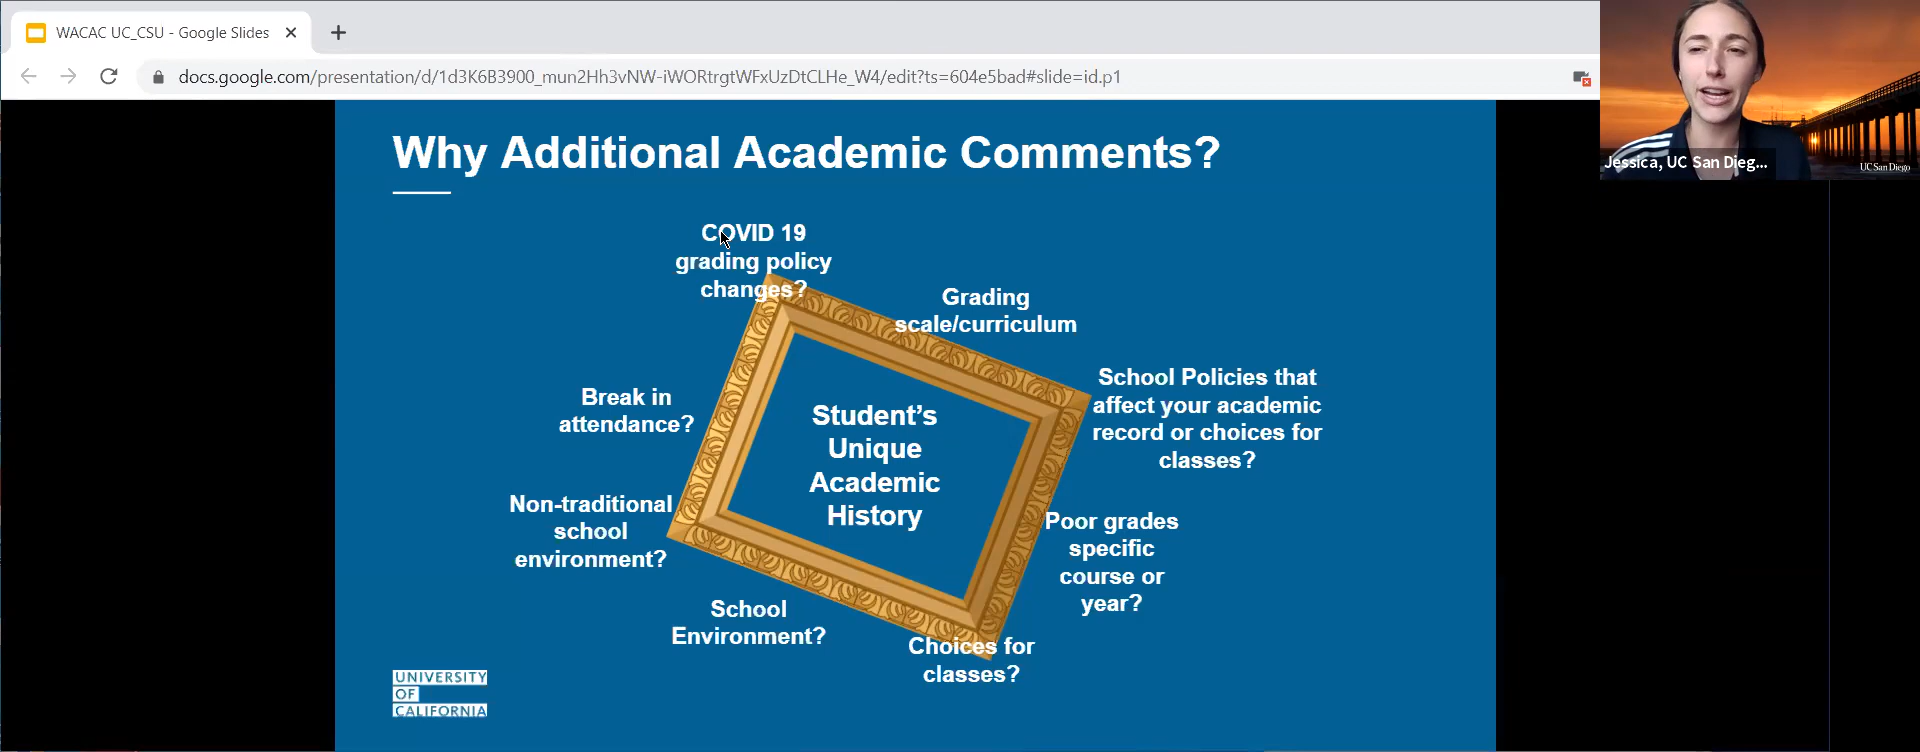 WACAC UC_CSU - Google Slides
docs.google.com/presentation/d/1d3K6B3900_mun2Hh3vNW-iWORtrgtWFxUzDtCLHe_W4/edit?ts=604e5bad#slide=id.p1
Jessica, UC San Dieg...
UC San Diego
Why Additional Academic Comments?
COVID 19
grading policy
changes?
Grading
scale/curriculum
School Policies that
affect your academic
record or choices for
classes?
Break in
attendance?
Student’s
Unique
Academic
History
Non-traditional
school
environment?
Poor grades
specific
course or
year?
School
Environment?
Choices for
classes?
UNIVERSITY
OF
CALIFORNIA